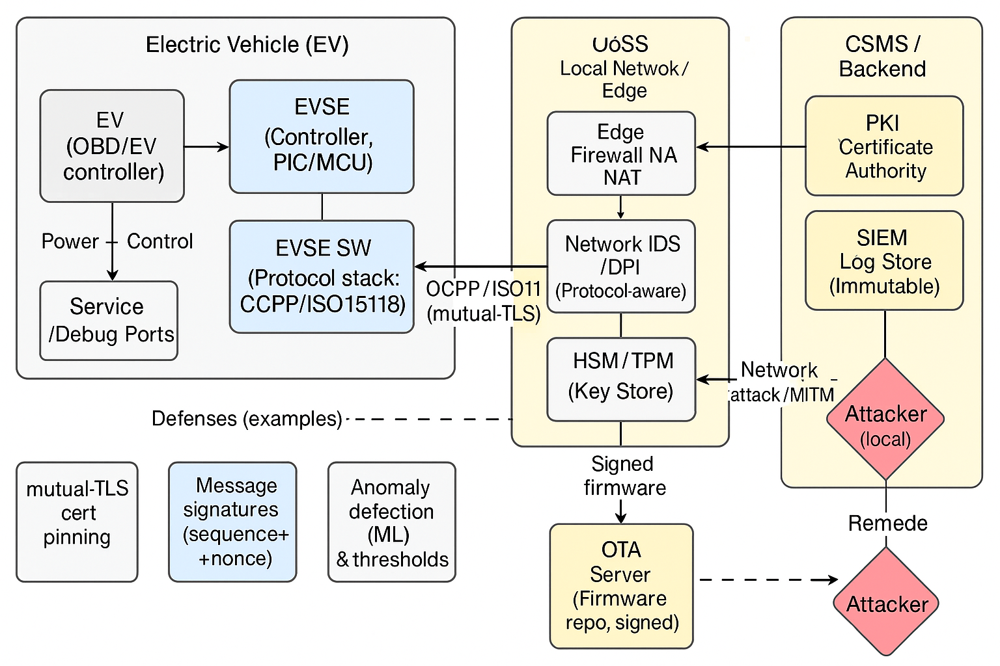 Electric Vehicle (EV)
EV
(OBD/EV
controller)
EVSE
(Controller,
PIC/MCU)
Power
Control
EVSE SW
(Protocol stack:
CCPP/ISO15118)
Service
/Debug Ports
OCPP/ISO11
(mutual-TLS)
UóSS
Local Netwok/
Edge
Edge
Firewall NA
NAT
Network IDS
/DPI
(Protocol-aware)
HSM/TPM
(Key Store)
CSMS /
Backend
PKI
Certificate
Authority
SIEM
Lóg Store
(Immutable)
Network
attack/MITM
Attacker
(local)
Defenses (examples)
mutual-TLS
cert
pinning
Message
signatures
(sequence+
+nonce)
Anomaly
defection
(ML)
& thresholds
Signed
firmware
OTA
Server
(Firmware
repo, signed)
Remede
Attacker